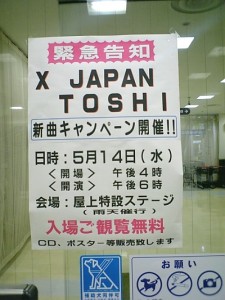 緊急告知
X JAPAN
TOSHI
新曲キャンペーン開催!!
日時：5月14日(水)
〈開場〉 午後4時
〈開演〉 午後6時
会場：屋上特設ステージ
(雨天催行)
入場ご観覧無料
CD、ポスター等販売致します
お願い